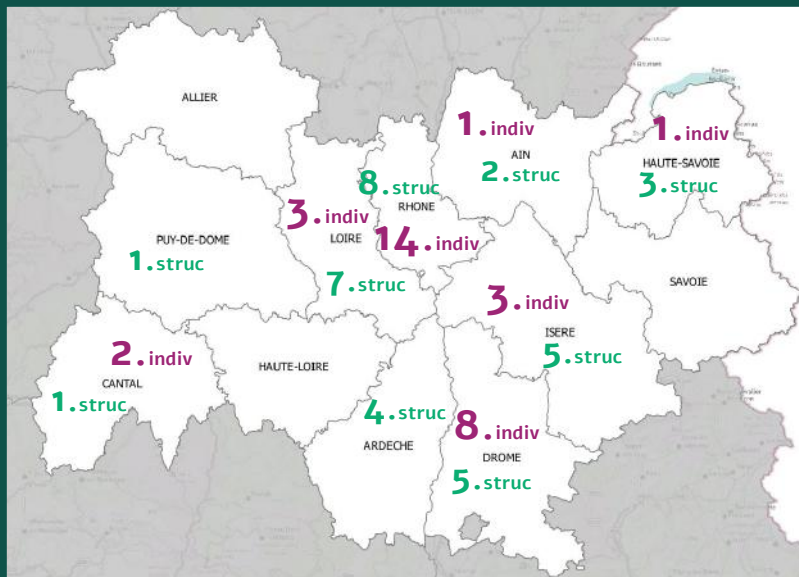 ALLIER
1.indiv
AIN
2.struc
1.indiv
HAUTE-SAVOIE
3.struc
8.struc
RHONE
14.indiv
3.indiv
LOIRE
7.struc
PUY-DE-DOME
1.struc
SAVOIE
3.indiv
ISERE
5.struc
2.indiv
CANTAL
1.struc
HAUTE-LOIRE
4.struc
ARDECHE
8.indiv
DROME
5.struc